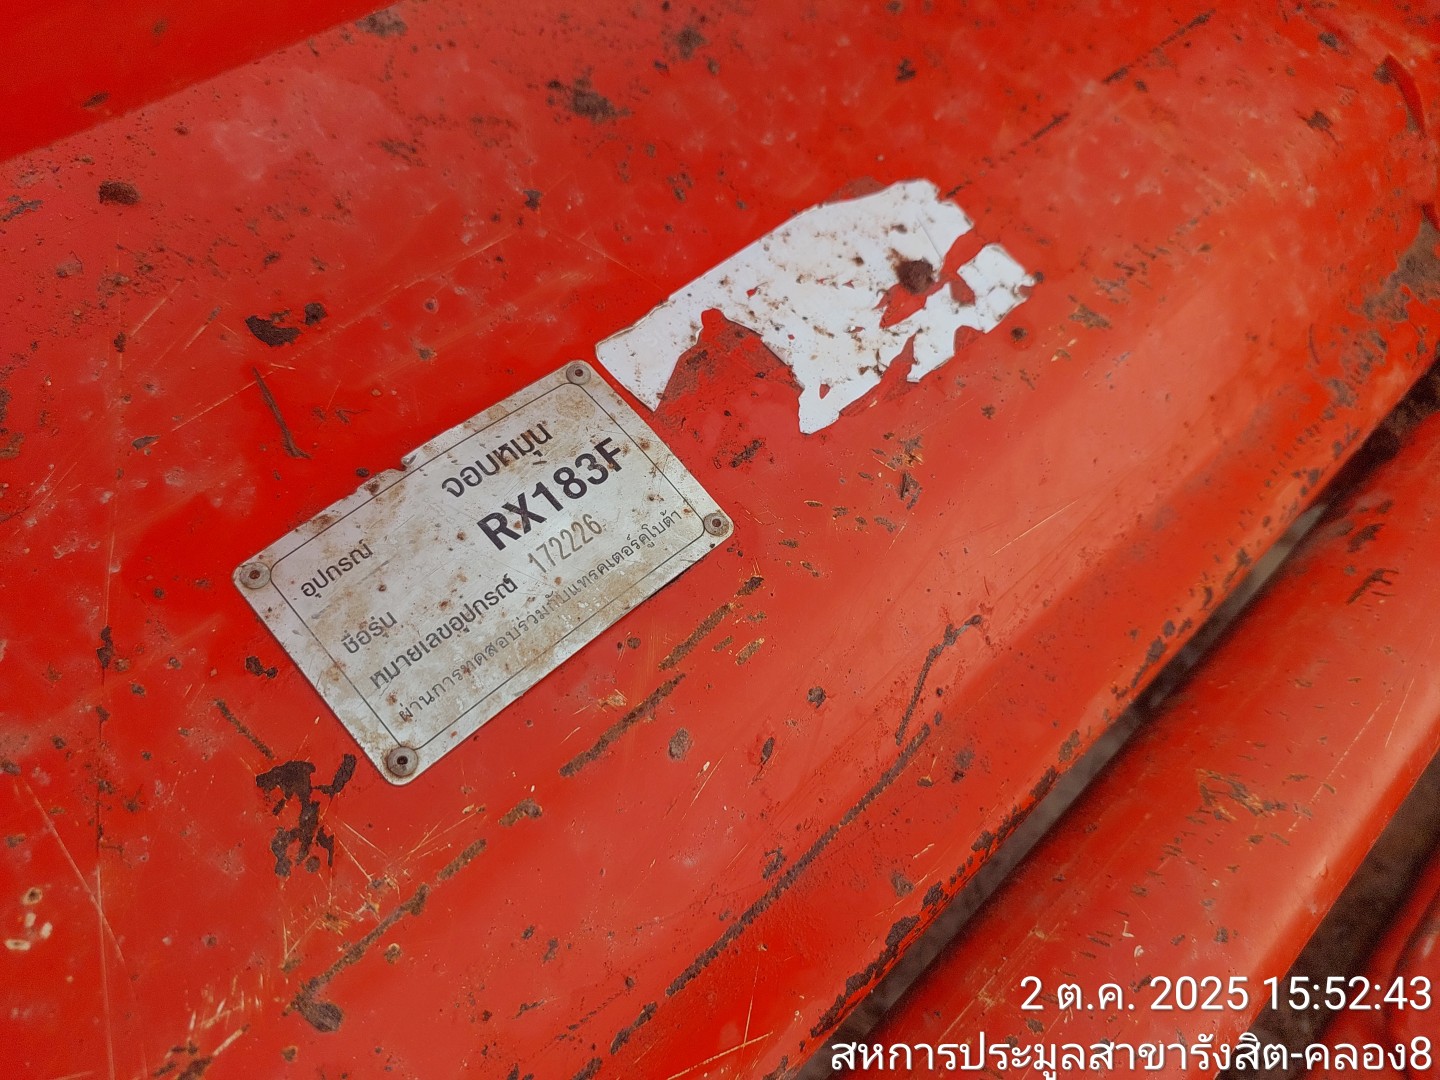 อุปกรณ์ จอบหมุน
ชื่อรุ่น RX183F
หมายเลขอุปกรณ์ 172226
ผ่านการทดสอบร่วมกับแทรคเตอร์คูโบต้า
2 ต.ค. 2025 15:52:43
สหการประมูลสาขารังสิต-คลอง8